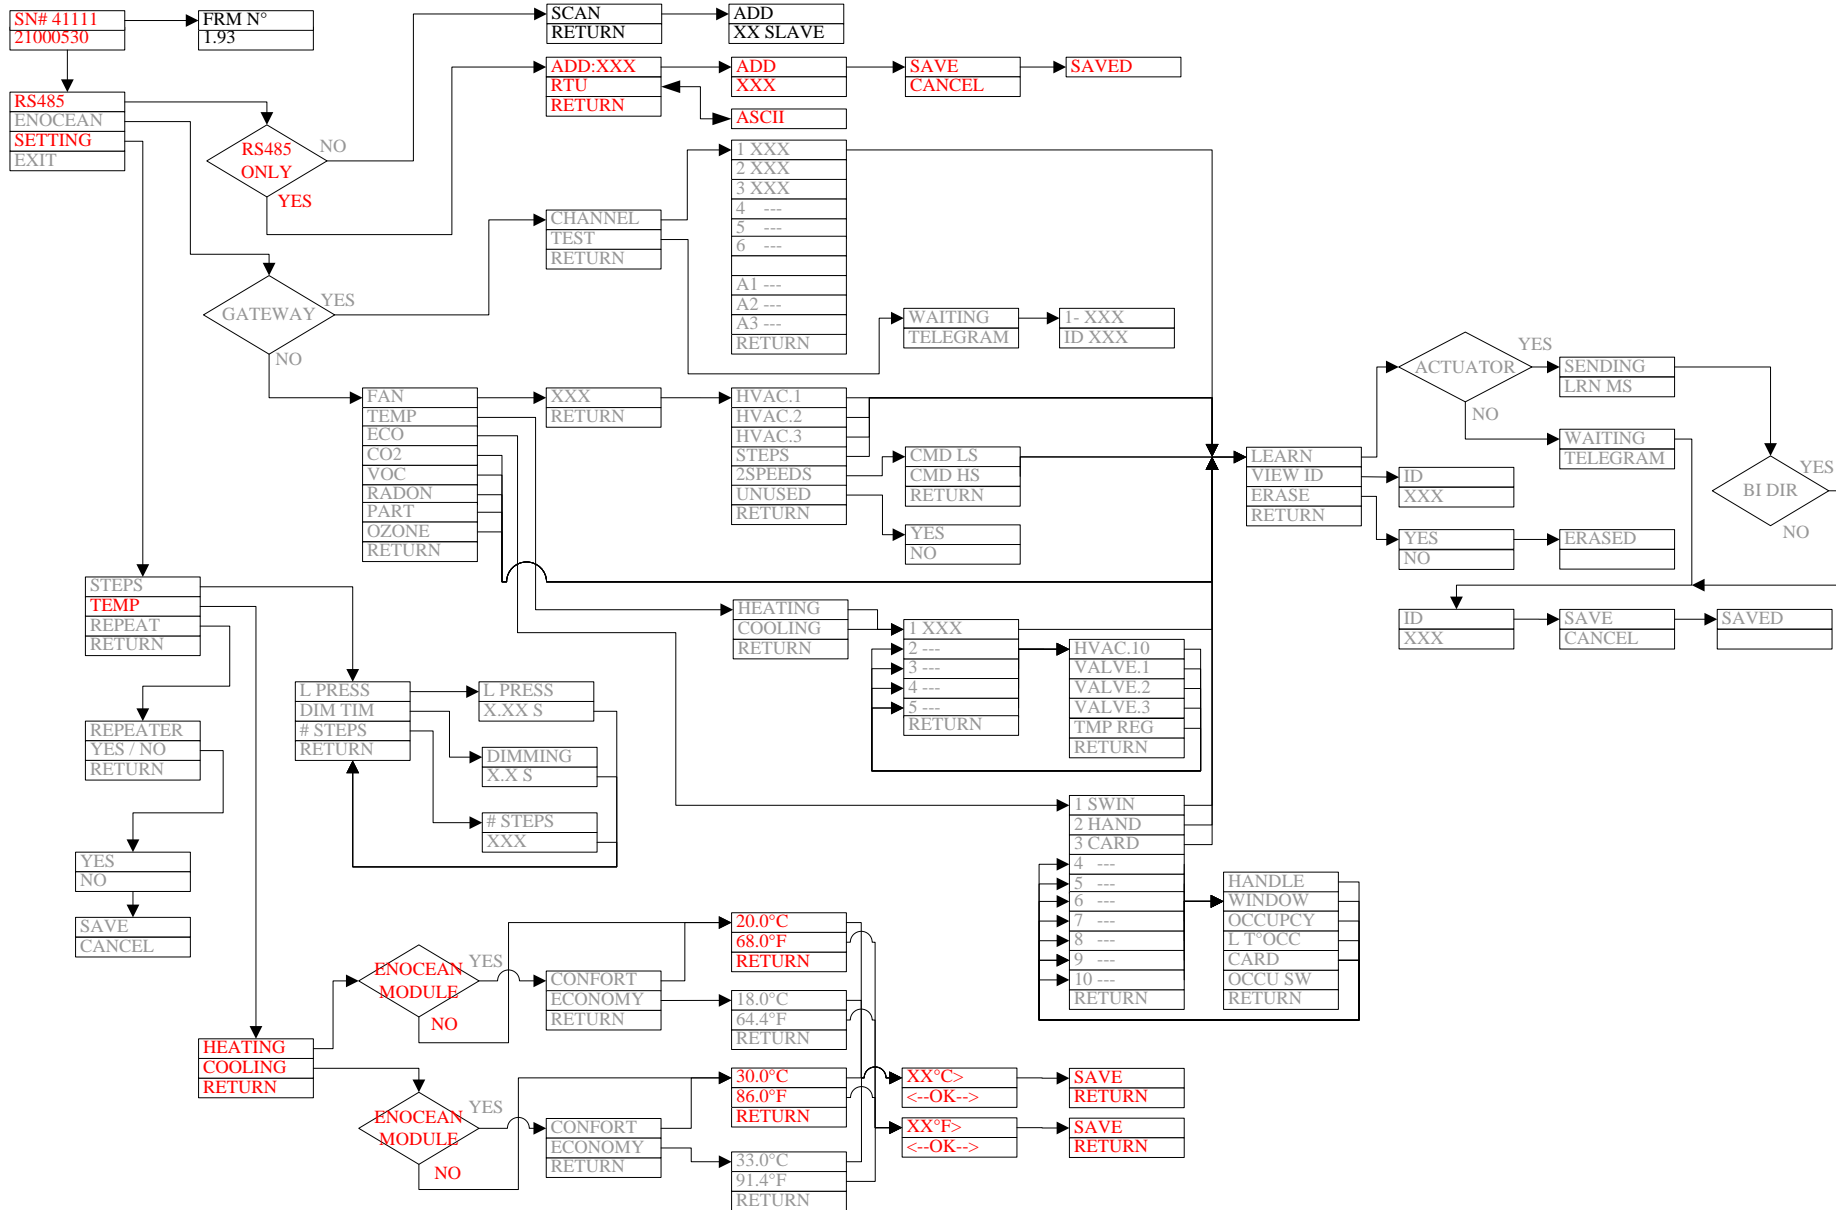 SN# 41111
21000530
FRM N°
1.93
SCAN
RETURN
ADD
XX SLAVE
RS485
ENOCEAN
SETTING
EXIT
RS485
ONLY
NO
YES
ADD:XXX
RTU
RETURN
ADD
XXX
ASCII
SAVE
CANCEL
SAVED
GATEWAY
YES
NO
CHANNEL
TEST
RETURN
1 XXX
2 XXX
3 XXX
4 ---
5 ---
6 ---
A1 ---
A2 ---
A3 ---
RETURN
WAITING
TELEGRAM
1- XXX
ID XXX
FAN
TEMP
ECO
CO2
VOC
RADON
PART
OZONE
RETURN
XXX
RETURN
HVAC.1
HVAC.2
HVAC.3
STEPS
2SPEEDS
UNUSED
RETURN
CMD LS
CMD HS
RETURN
YES
NO
LEARN
VIEW ID
ERASE
RETURN
ACTUATOR
YES
NO
SENDING
LRN MS
WAITING
TELEGRAM
BI DIR
YES
NO
ID
XXX
YES
NO
ERASED
ID
XXX
SAVE
CANCEL
SAVED
STEPS
TEMP
REPEAT
RETURN
REPEATER
YES / NO
RETURN
YES
NO
SAVE
CANCEL
L PRESS
DIM TIM
# STEPS
RETURN
L PRESS
X.XX S
DIMMING
X.X S
# STEPS
XXX
HEATING
COOLING
RETURN
1 XXX
2 ---
3 ---
4 ---
5 ---
RETURN
HVAC.10
VALVE.1
VALVE.2
VALVE.3
TMP REG
RETURN
1 SWIN
2 HAND
3 CARD
4 ---
5 ---
6 ---
7 ---
8 ---
9 ---
10 ---
RETURN
HANDLE
WINDOW
OCCUPCY
L T°OCC
CARD
OCCU SW
RETURN
HEATING
COOLING
RETURN
ENOCEAN
MODULE
YES
NO
CONFORT
ECONOMY
RETURN
20.0°C
68.0°F
RETURN
18.0°C
64.4°F
RETURN
ENOCEAN
MODULE
YES
NO
CONFORT
ECONOMY
RETURN
30.0°C
86.0°F
RETURN
33.0°C
91.4°F
RETURN
XX°C>
<--OK-->
SAVE
RETURN
XX°F>
<--OK-->
SAVE
RETURN